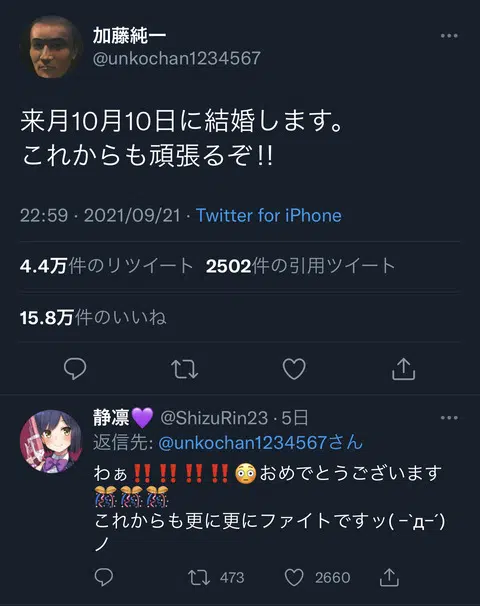 加藤純一
@unkochan1234567
来月10月10日に結婚します。
これからも頑張るぞ!!
22:59 · 2021/09/21 · Twitter for iPhone
4.4万件のリツイート 2502件の引用ツイート
15.8万件のいいね
静凛💜 @ShizuRin23 · 5日
返信先: @unkochan1234567さん
わぁ‼️‼️‼️‼️😳おめでとうございます
🎊🎊🎊
これからも更に更にファイトですッ( ｰ̀дｰ́ )
ノ
473 2660